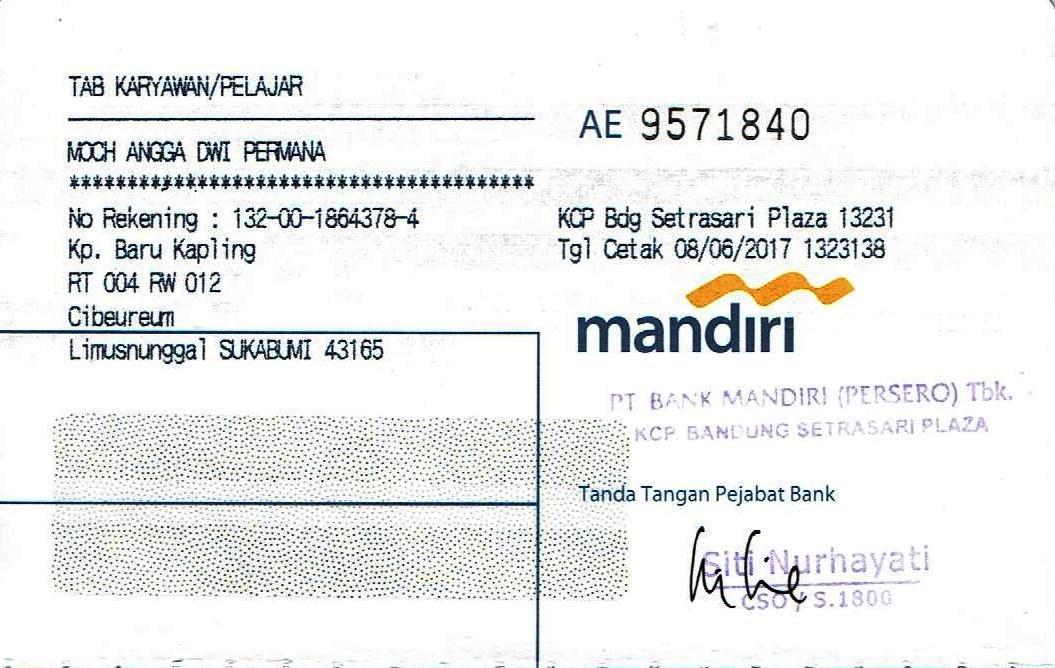 TAB KARYAWAN/PELAJAR
AE 9571840
MOCH ANGGA DWI PERMANA
******************************************
No Rekening : 132-00-1864378-4
Kp. Baru Kapling
RT 004 RW 012
Cibeureum
Limusnunggal SUKABUMI 43165
KCP Bdg Setrasari Plaza 13231
Tgl Cetak 08/06/2017 1323138
mandiri
PT BANK MANDIRI (PERSERO) Tbk.
KCP. BANDUNG SETRASARI PLAZA
Tanda Tangan Pejabat Bank
Siti Nurhayati
CSO / S.1800